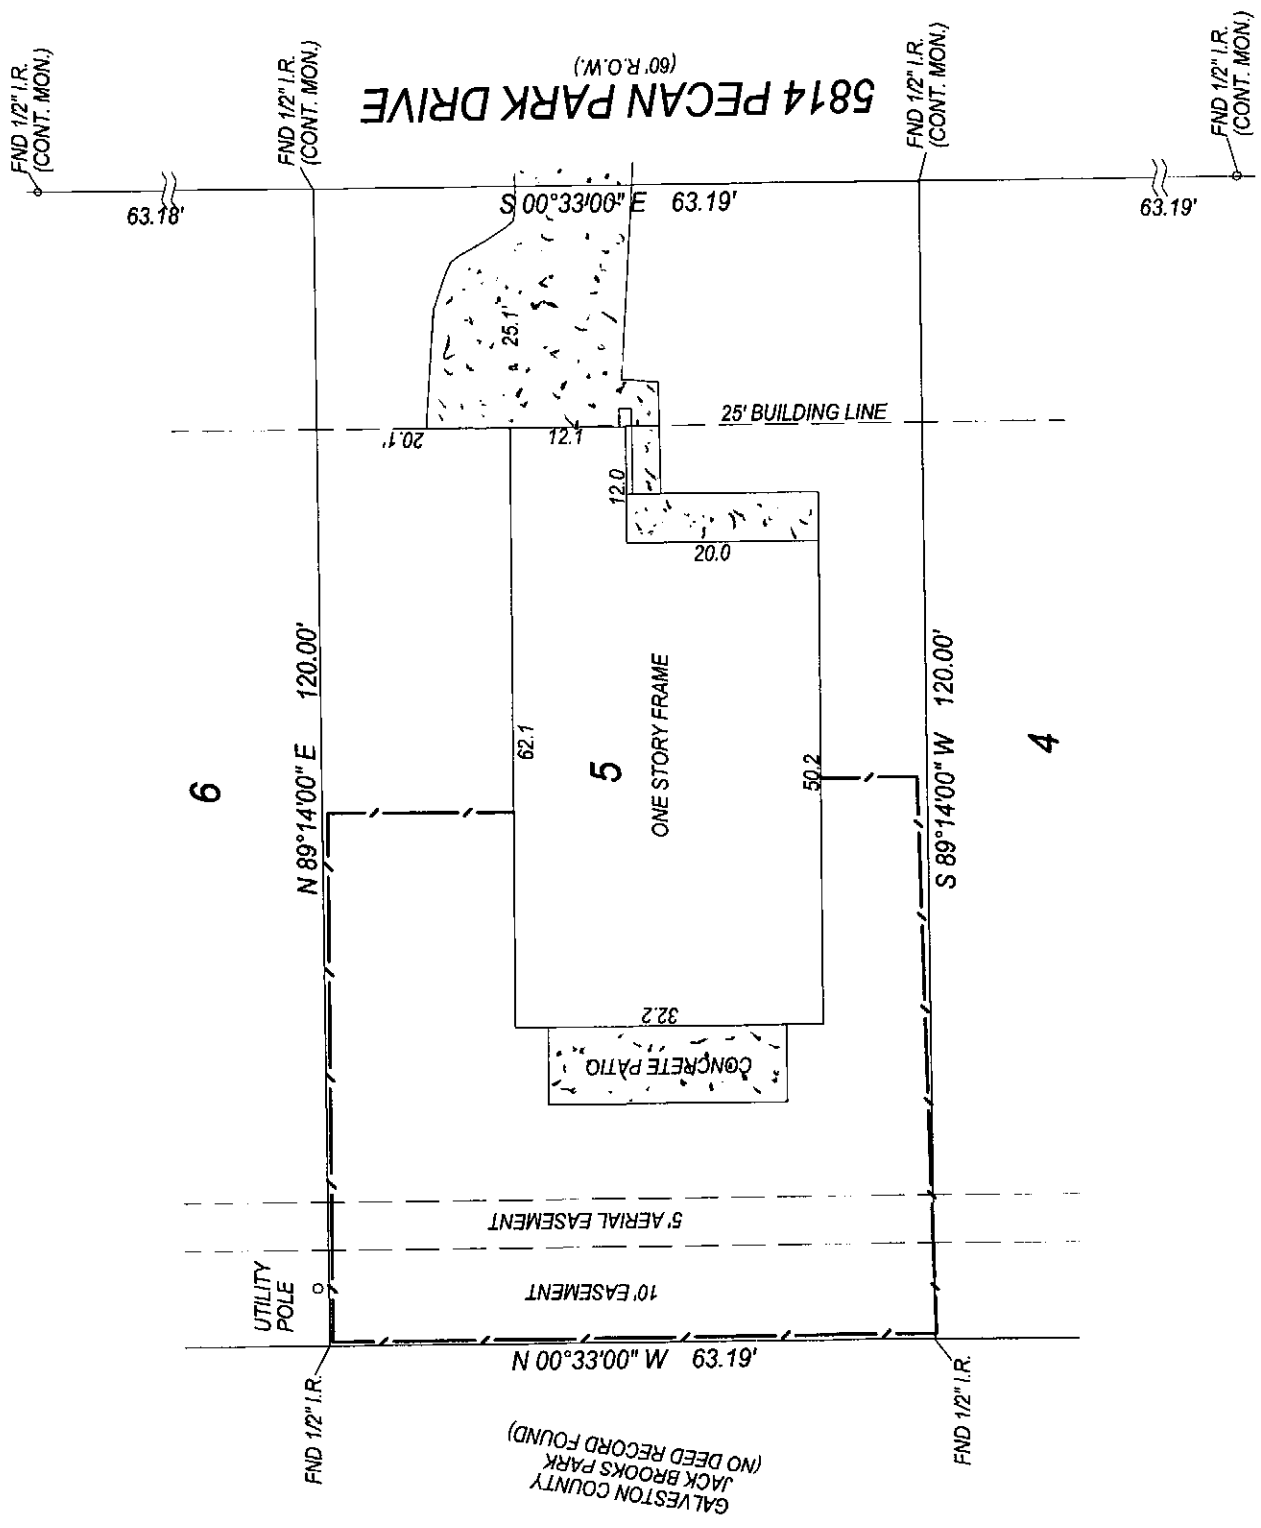 FND 1/2" I.R.
(CONT. MON.)
FND 1/2" I.R.
(CONT. MON.)
5814 PECAN PARK DRIVE
(60' R.O.W.)
FND 1/2" I.R.
(CONT. MON.)
FND 1/2" I.R.
(CONT. MON.)
63.18'
S 00°33'00" E 63.19'
63.19'
25.1'
20.1'
12.1
25' BUILDING LINE
12.0
20.0
N 89°14'00" E 120.00'
6
62.1
5
ONE STORY FRAME
50.2
S 89°14'00" W 120.00'
4
32.2
CONCRETE PATIO
5' AERIAL EASEMENT
10' EASEMENT
UTILITY
POLE
N 00°33'00" W 63.19'
FND 1/2" I.R.
FND 1/2" I.R.
GALVESTON COUNTY
JACK BROOKS PARK
(NO DEED RECORD FOUND)